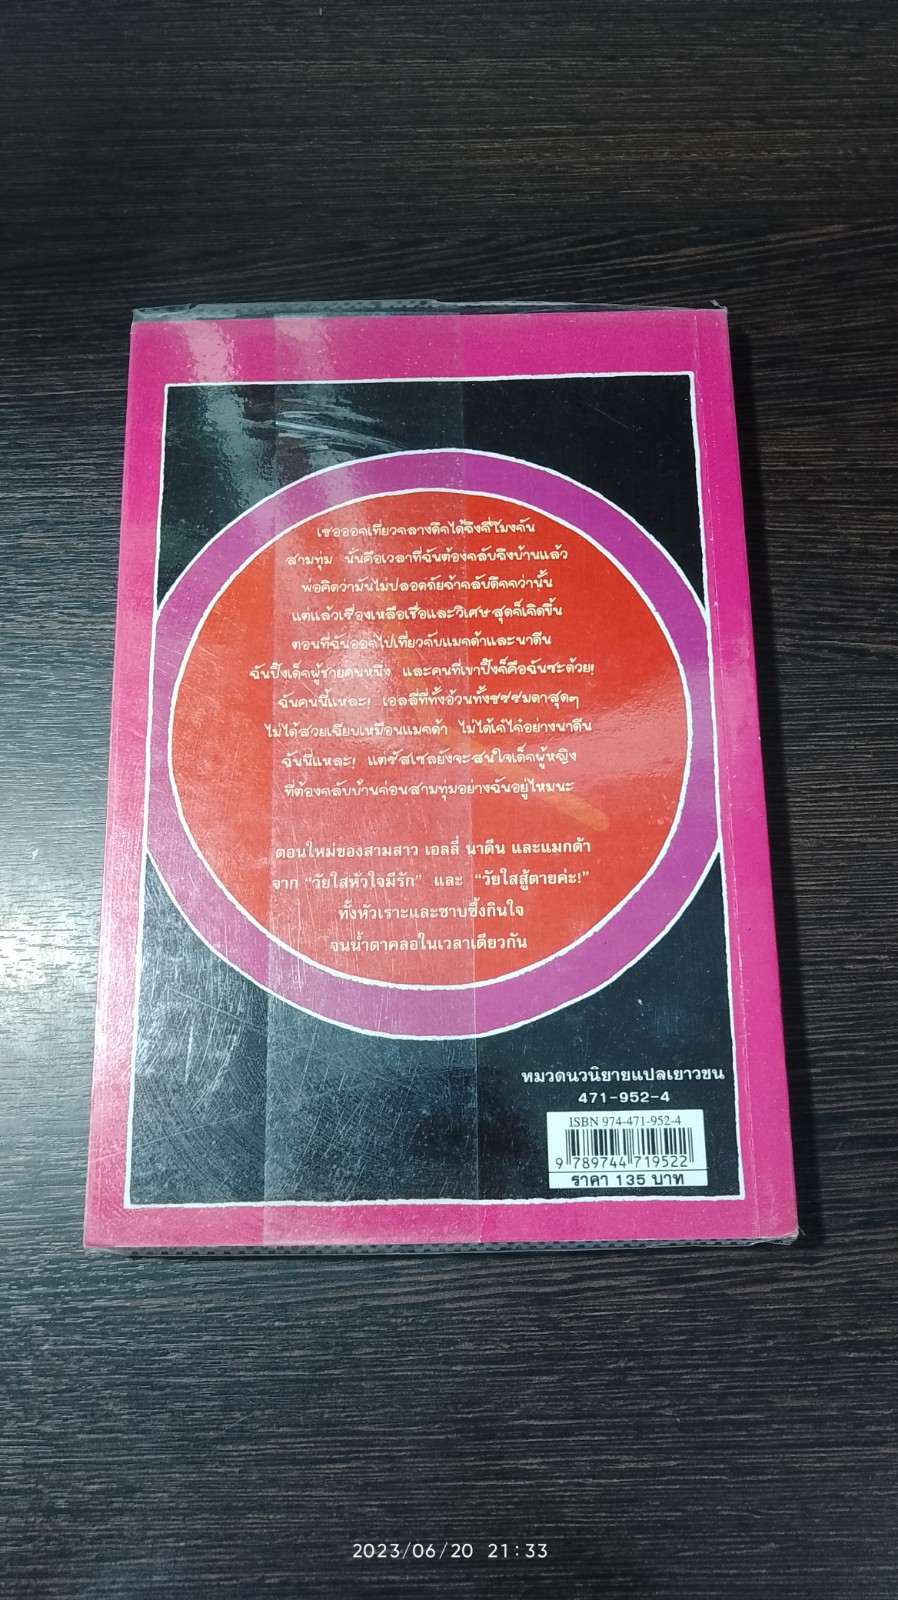 เธอออกเที่ยวกลางดึกได้ถึงกี่โมงกัน
สามทุ่ม นั่นคือเวลาที่ฉันต้องกลับถึงบ้านแล้ว
พ่อคิดว่ามันไม่ปลอดภัยถ้ากลับดึกกว่านั้น
แต่แล้วเรื่องเหลือเชื่อและวิเศษสุดก็เกิดขึ้น
ตอนที่ฉันออกไปเที่ยวกับแมกด้าและนาดีน
ฉันปิ๊งเด็กผู้ชายคนหนึ่ง และคนที่เขาปิ๊งก็คือฉันซะด้วย!
ฉันคนนี้แหละ! เอลลี่ที่ทั้งอ้วนทั้งธรรมดาสุดๆ
ไม่ได้สวยเฉียบเหมือนแมกด้า ไม่ได้เก๋ไก๋อย่างนาดีน
ฉันนี่แหละ! แต่รัสเซลยังจะสนใจเด็กผู้หญิง
ที่ต้องกลับบ้านก่อนสามทุ่มอย่างฉันอยู่ไหมนะ
ตอนใหม่ของสามสาว เอลลี่ นาดีน และแมกด้า
จาก "วัยใสหัวใจมีรัก" และ "วัยใสสู้ตายค่ะ!"
ทั้งหัวเราะและซาบซึ้งกินใจ
จนน้ำตาคลอในเวลาเดียวกัน
หมวดนวนิยายแปลเยาวชน
471-952-4
ISBN 974-471-952-4
9 789744 719522
ราคา 135 บาท
2023/06/20 21:33